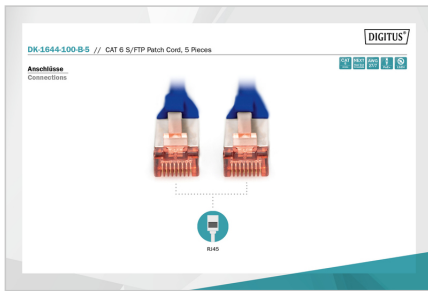 DIGITUS®
DK-1644-100-B-5 // CAT 6 S/FTP Patch Cord, 5 Pieces
Anschlüsse
Connections
RJ45